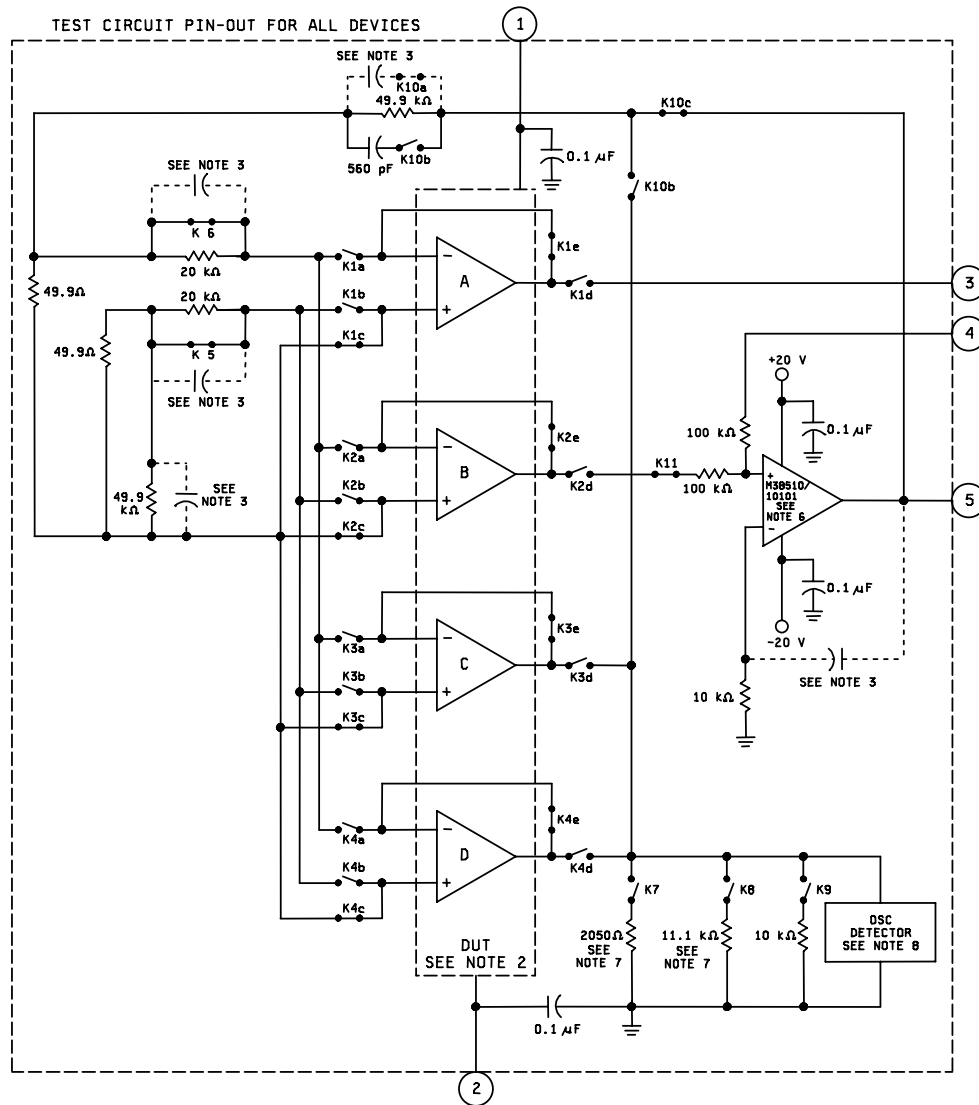 TEST CIRCUIT PIN-OUT FOR ALL DEVICES
1
SEE NOTE 3
K10a
49.9 kΩ
K10c
560 pF
K10b
0.1 µF
K10b
SEE NOTE 3
K 6
20 kΩ
K1a
A
K1e
K1d
3
49.9Ω
20 kΩ
K1b
K1c
4
49.9Ω
K 5
SEE NOTE 3
+20 V
0.1 µF
100 kΩ
K2a
B
K2e
K2d
K11
100 kΩ
M38510/
10101
SEE
NOTE 6
5
49.9
kΩ
SEE
NOTE 3
K2b
K2c
0.1 µF
-20 V
SEE NOTE 3
10 kΩ
K3a
C
K3e
K3d
K3b
K3c
K4a
D
K4e
K4d
K4b
K4c
K7
K8
K9
2050Ω
SEE
NOTE 7
11.1 kΩ
SEE
NOTE 7
10 kΩ
OSC
DETECTOR
SEE NOTE 8
DUT
SEE NOTE 2
0.1 µF
2